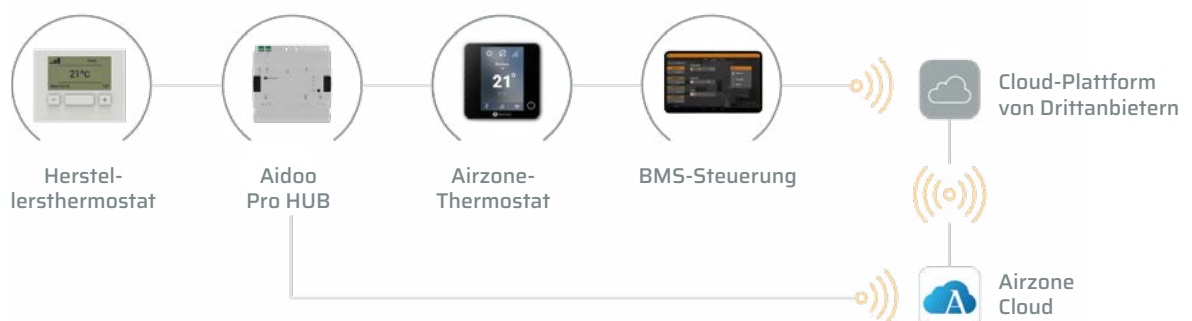 21°C
21°
Herstel-
lersthermostat
Aidoo
Pro HUB
Airzone-
Thermostat
BMS-Steuerung
Cloud-Plattform
von Drittanbietern
Airzone
Cloud